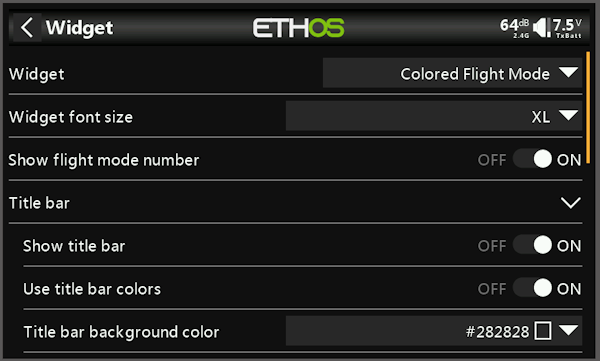 Widget ETHOS 64dB 2.4G 7.5V TxBatt
Widget Colored Flight Mode
Widget font size XL
Show flight mode number OFF ON
Title bar
Show title bar OFF ON
Use title bar colors OFF ON
Title bar background color #282828